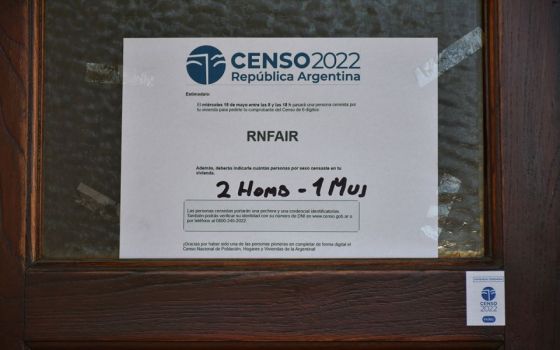 CENSO2022
República Argentina
Estimada/o:
El miércoles 18 de mayo entre las 8 y las 18 h pasará una persona censista por
tu vivienda para pedirte tu comprobante del Censo de 6 dígitos:
RNFAIR
Además, deberás indicarle cuántas personas por sexo censaste en tu
vivienda.
2 HOMB - 1 MUJ
Las personas censistas portarán una pechera y una credencial identificatoria.
También podrás verificar su identidad con su número de DNI en www.censo.gob.ar o
por teléfono al 0800-345-2022.
¡Gracias por haber sido una de las personas pioneras en completar de forma digital el
Censo Nacional de Población, Hogares y Viviendas de la Argentina!
CENSO
2022